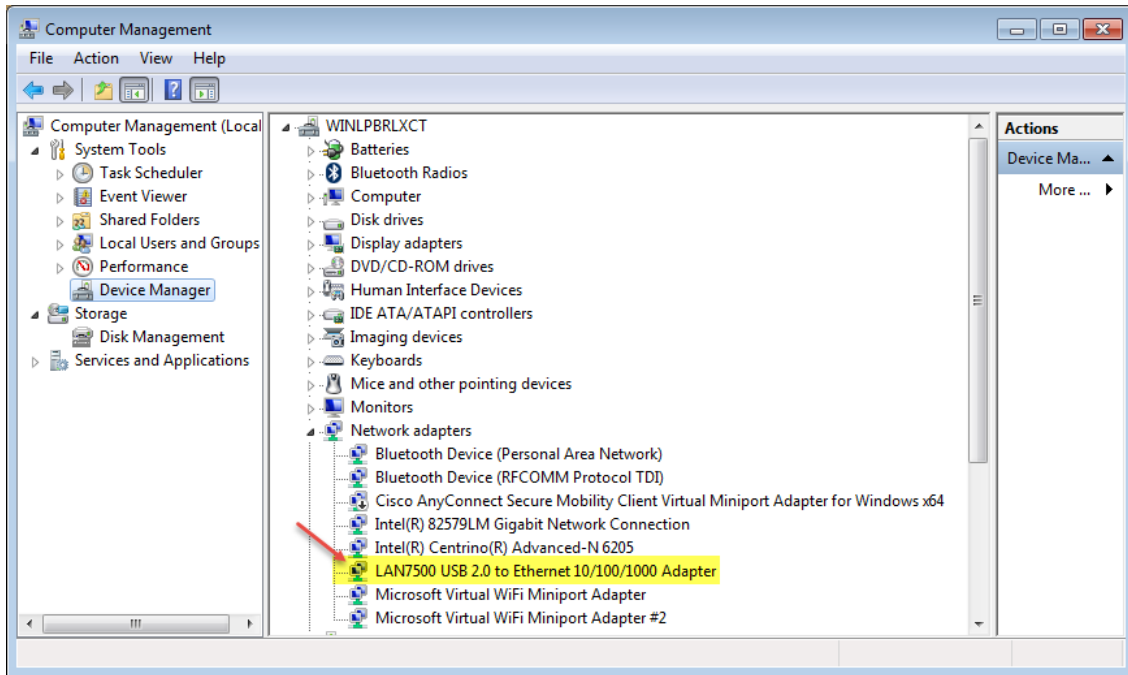 Computer Management
File Action View Help
Computer Management (Local
System Tools
Task Scheduler
Event Viewer
Shared Folders
Local Users and Groups
Performance
Device Manager
Storage
Disk Management
Services and Applications
WINLPBRLXCT
Batteries
Bluetooth Radios
Computer
Disk drives
Display adapters
DVD/CD-ROM drives
Human Interface Devices
IDE ATA/ATAPI controllers
Imaging devices
Keyboards
Mice and other pointing devices
Monitors
Network adapters
Bluetooth Device (Personal Area Network)
Bluetooth Device (RFCOMM Protocol TDI)
Cisco AnyConnect Secure Mobility Client Virtual Miniport Adapter for Windows x64
Intel(R) 82579LM Gigabit Network Connection
Intel(R) Centrino(R) Advanced-N 6205
LAN7500 USB 2.0 to Ethernet 10/100/1000 Adapter
Microsoft Virtual WiFi Miniport Adapter
Microsoft Virtual WiFi Miniport Adapter #2
Actions
Device Ma...
More ...